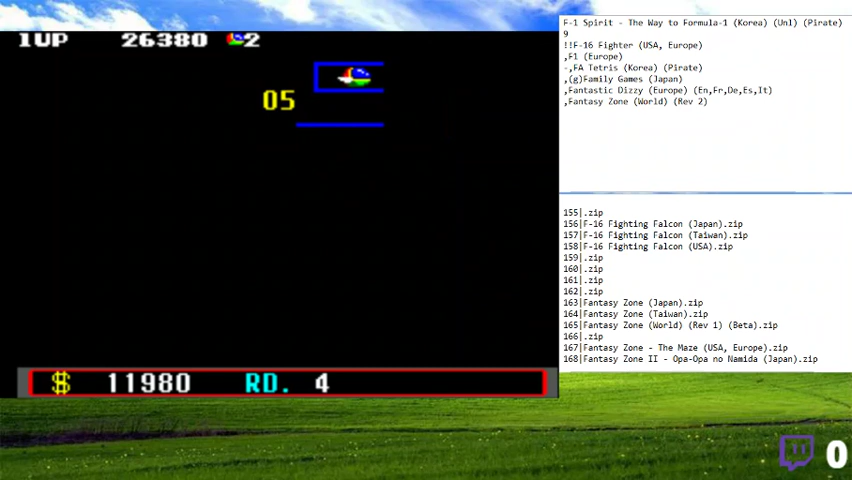 1UP 26380 2
05
$ 11980 RD. 4
F-1 Spirit - The Way to Formula-1 (Korea) (Unl) (Pirate)
9
!!F-16 Fighter (USA, Europe)
,F1 (Europe)
-,FA Tetris (Korea) (Pirate)
,(g)Family Games (Japan)
,Fantastic Dizzy (Europe) (En,Fr,De,Es,It)
,Fantasy Zone (World) (Rev 2)
155|.zip
156|F-16 Fighting Falcon (Japan).zip
157|F-16 Fighting Falcon (Taiwan).zip
158|F-16 Fighting Falcon (USA).zip
159|.zip
160|.zip
161|.zip
162|.zip
163|Fantasy Zone (Japan).zip
164|Fantasy Zone (Taiwan).zip
165|Fantasy Zone (World) (Rev 1) (Beta).zip
166|.zip
167|Fantasy Zone - The Maze (USA, Europe).zip
168|Fantasy Zone II - Opa-Opa no Namida (Japan).zip
0